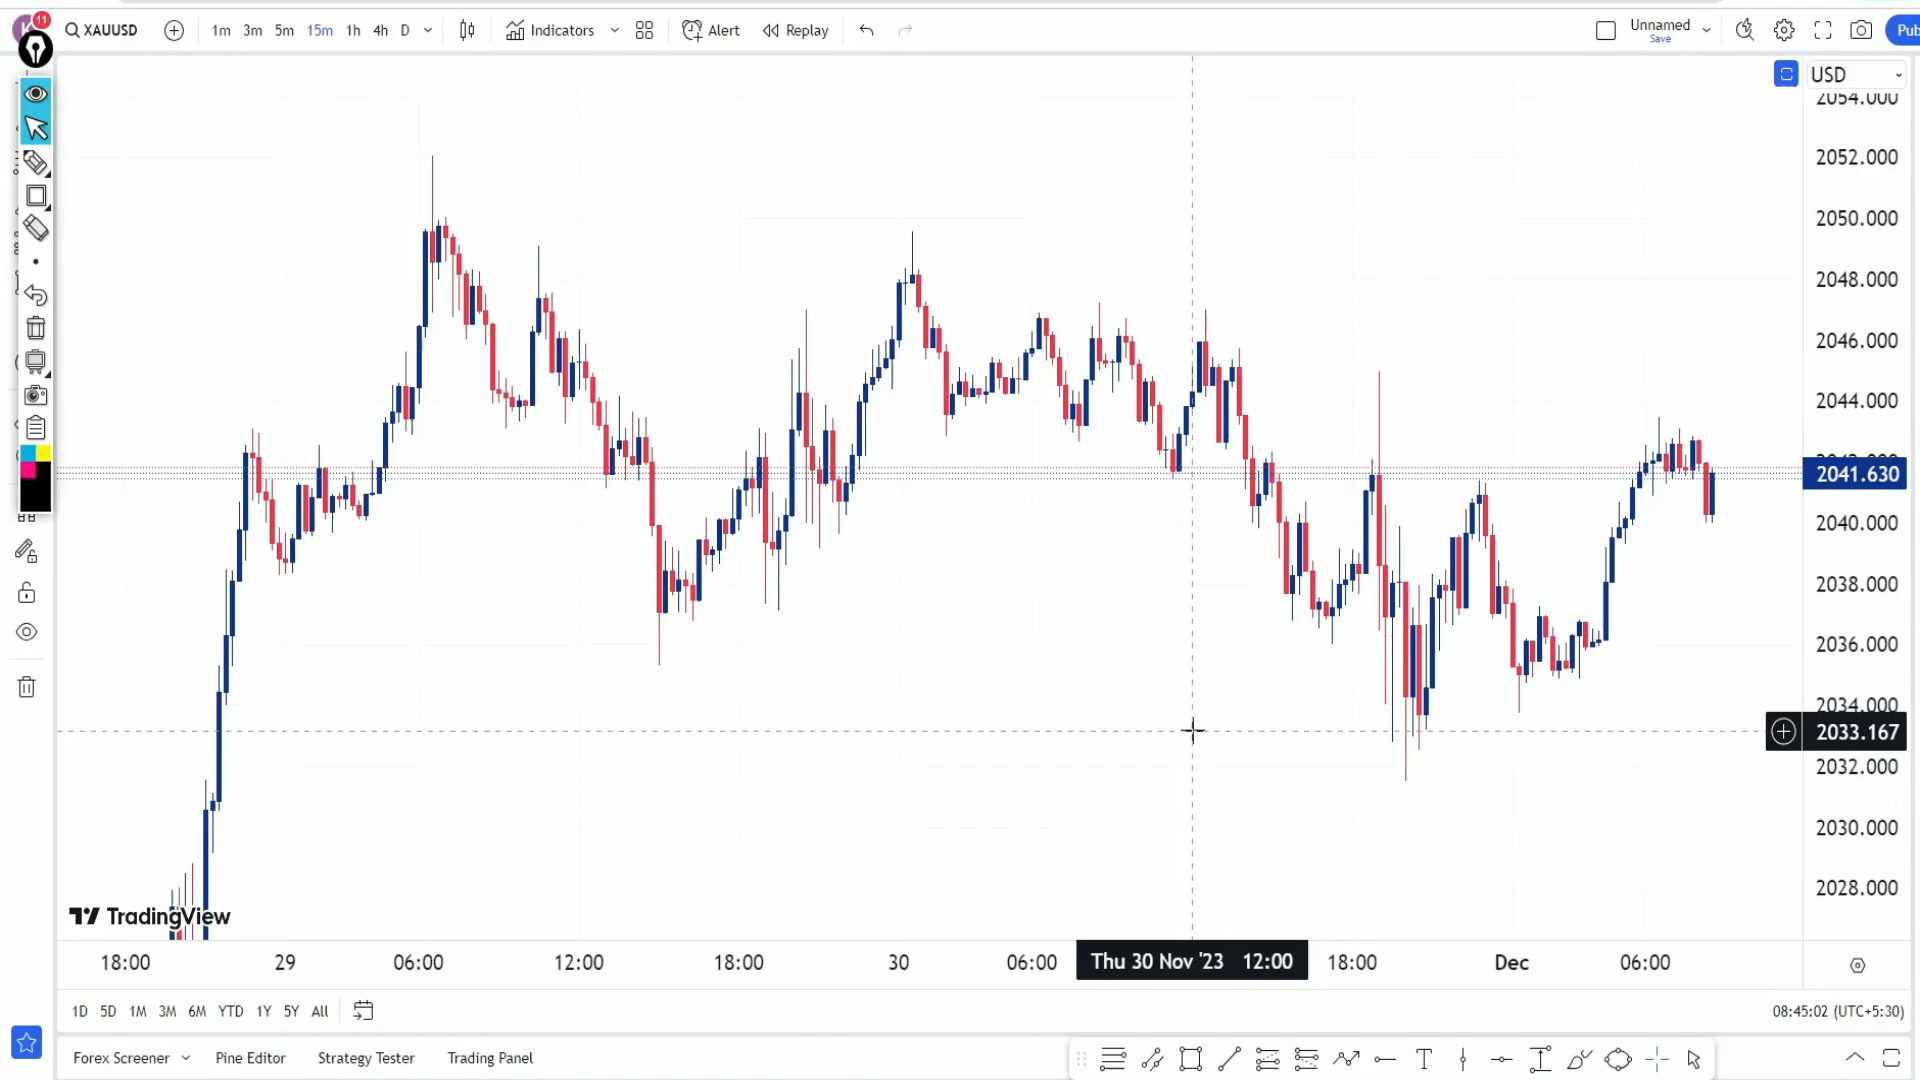 11
XAUUSD
1m 3m 5m 15m 1h 4h D
Indicators
Alert
Replay
Unnamed
Save
Pub
USD
2054.000
2052.000
2050.000
2048.000
2046.000
2044.000
2041.630
2040.000
2038.000
2036.000
2034.000
2033.167
2032.000
2030.000
2028.000
TradingView
18:00 29 06:00 12:00 18:00 30 06:00 Thu 30 Nov '23 12:00 18:00 Dec 06:00
1D 5D 1M 3M 6M YTD 1Y 5Y All
08:45:02 (UTC+5:30)
Forex Screener Pine Editor Strategy Tester Trading Panel